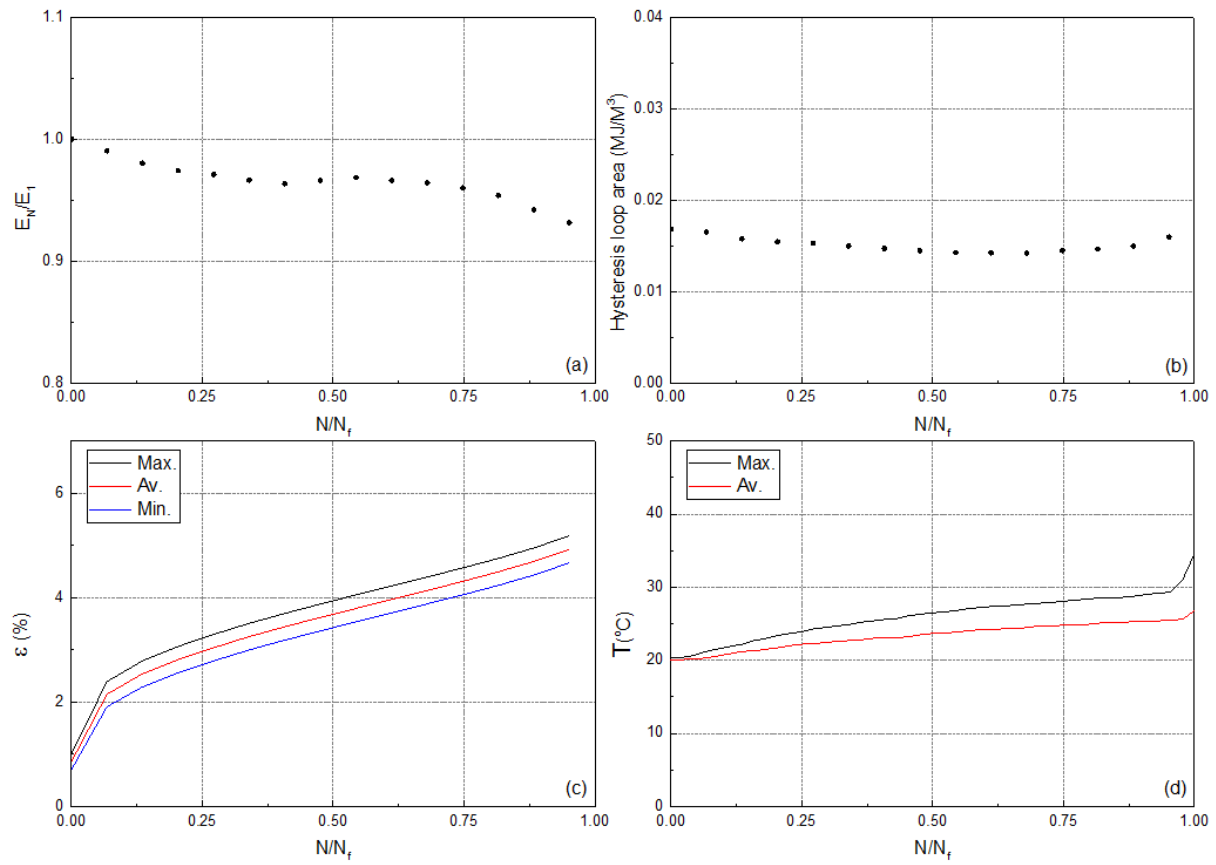 1.1
1.0
0.9
0.8
E_N/E_1
0.00
0.25
0.50
0.75
1.00
N/N_f
(a)
0.04
0.03
0.02
0.01
0.00
Hysteresis loop area (MJ/M³)
0.00
0.25
0.50
0.75
1.00
N/N_f
(b)
6
4
2
0
ε (%)
Max.
Av.
Min.
0.00
0.25
0.50
0.75
1.00
N/N_f
(c)
50
40
30
20
10
0
T(ºC)
Max.
Av.
0.00
0.25
0.50
0.75
1.00
N/N_f
(d)